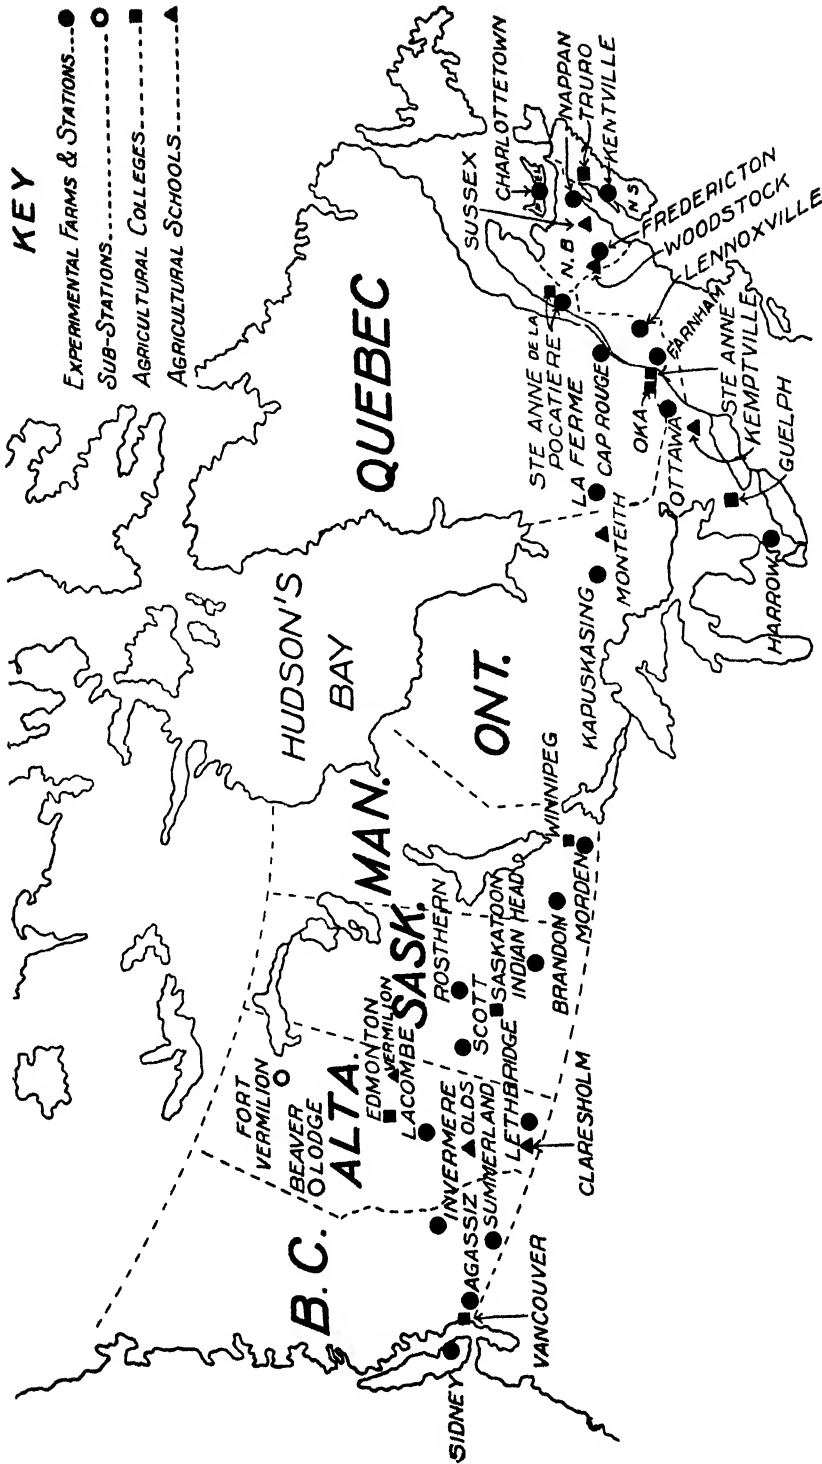 KEY
EXPERIMENTAL FARMS & STATIONS
SUB-STATIONS
AGRICULTURAL COLLEGES
AGRICULTURAL SCHOOLS
HUDSON'S
BAY
QUEBEC
ONT.
MAN.
SASK.
ALTA.
B.C.
FORT
VERMILION
BEAVER
LODGE
EDMONTON
VERMILION
LACOMBE
INVERMERE
OLDS
AGASSIZ
SUMMERLAND
LETHBRIDGE
CLARESHOLM
VANCOUVER
SIDNEY
ROSTHERN
SCOTT
SASKATOON
INDIAN HEAD
BRANDON
MORDEN
WINNIPEG
KAPUSKASING
MONTEITH
LA FERME
CAP ROUGE
STE ANNE DE LA
POCATIERE
OKA
OTTAWA
HARROW
GUELPH
KEMPTVILLE
STE ANNE
FARNHAM
LENNOXVILLE
WOODSTOCK
FREDERICTON
N.B.
N S
SUSSEX
CHARLOTTETOWN
NAPPAN
TRURO
KENTVILLE